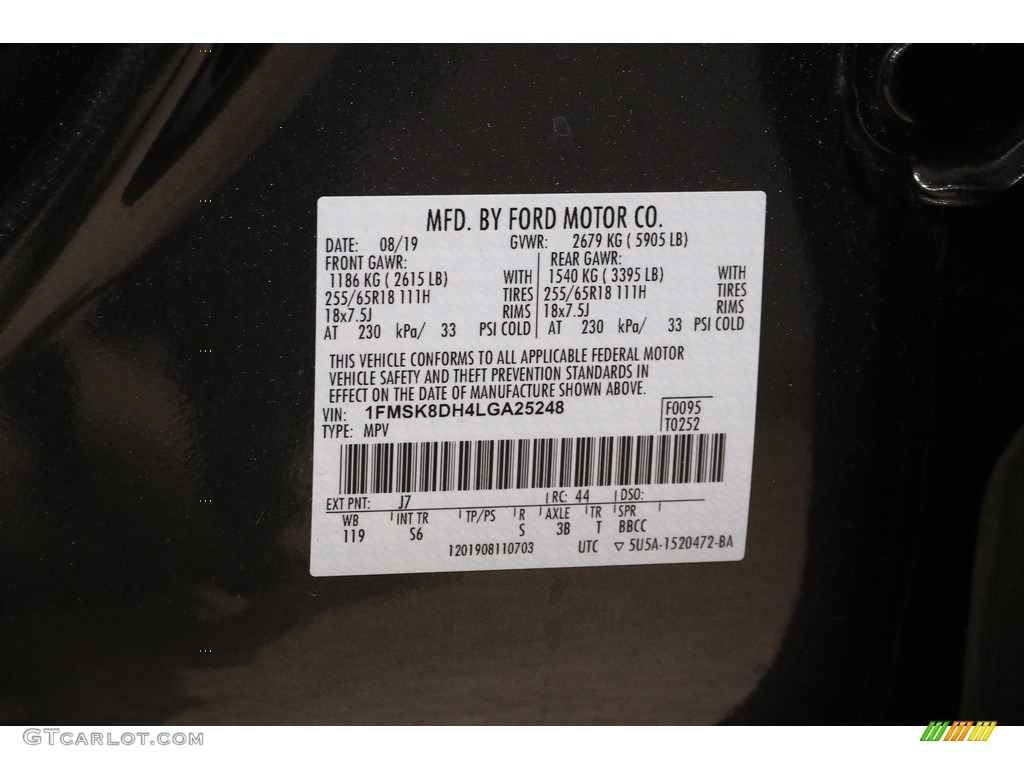 MFD. BY FORD MOTOR CO.
DATE: 08/19 GVWR: 2679 KG ( 5905 LB)
FRONT GAWR: REAR GAWR:
1186 KG ( 2615 LB) WITH 1540 KG ( 3395 LB) WITH
255/65R18 111H TIRES 255/65R18 111H TIRES
18x7.5J RIMS 18x7.5J RIMS
AT 230 kPa/ 33 PSI COLD AT 230 kPa/ 33 PSI COLD
THIS VEHICLE CONFORMS TO ALL APPLICABLE FEDERAL MOTOR
VEHICLE SAFETY AND THEFT PREVENTION STANDARDS IN
EFFECT ON THE DATE OF MANUFACTURE SHOWN ABOVE.
VIN: 1FMSK8DH4LGA25248 F0095
TYPE: MPV T0252
EXT PNT: J7 RC: 44 DSO:
WB INT TR TP/PS R AXLE TR SPR
119 S6 S 3B T BBCC
1201908110703 UTC ▽ 5U5A-1520472-BA
GTCarlot.com